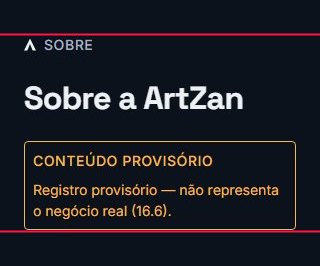 SOBRE
Sobre a ArtZan
CONTEÚDO PROVISÓRIO
Registro provisório — não representa
o negócio real (16.6).